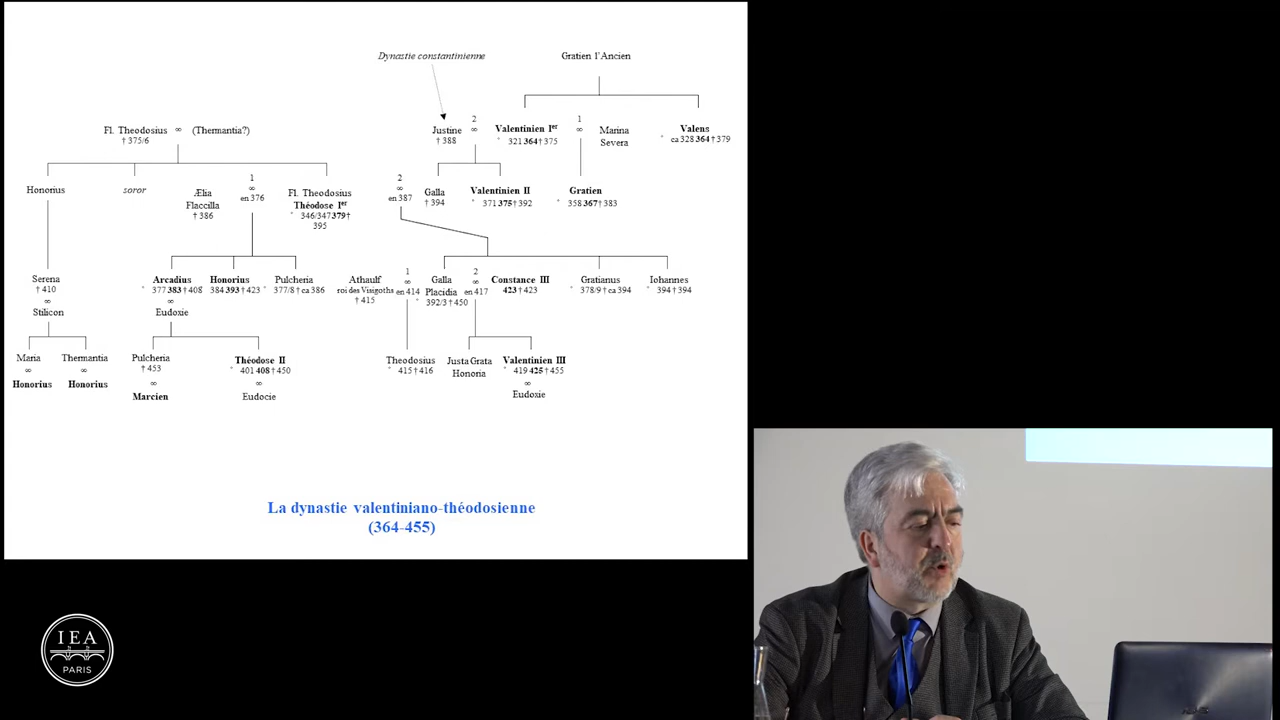 Dynastie constantinienne
Gratien l'Ancien
Fl. Theodosius ∞ (Thermantia?)
† 375/6
Justine
† 388
2
∞
Valentinien Ier
° 321 364 † 375
1
∞
Marina
Severa
Valens
° ca 328 364 † 379
Honorius
soror
Ælia
Flaccilla
† 386
1
∞
en 376
Fl. Theodosius
Théodose Ier
° 346/347 379 †
395
2
∞
en 387
Galla
† 394
Valentinien II
° 371 375 † 392
Gratien
° 358 367 † 383
Serena
† 410
∞
Stilicon
Arcadius
° 377 383 † 408
∞
Eudoxie
Honorius
° 384 393 † 423
Pulcheria
° 377/8 † ca 386
Athaulf
roi des Visigoths
† 415
1
∞
en 414
Galla
Placidia
° 392/3 † 450
2
∞
en 417
Constance III
423 † 423
Gratianus
° 378/9 † ca 394
Iohannes
° 394 † 394
Maria
∞
Honorius
Thermantia
∞
Honorius
Pulcheria
† 453
∞
Marcien
Théodose II
° 401 408 † 450
∞
Eudocie
Theodosius
° 415 † 416
Justa Grata
Honoria
Valentinien III
° 419 425 † 455
∞
Eudoxie
La dynastie valentiniano-théodosienne
(364-455)
IEA
PARIS